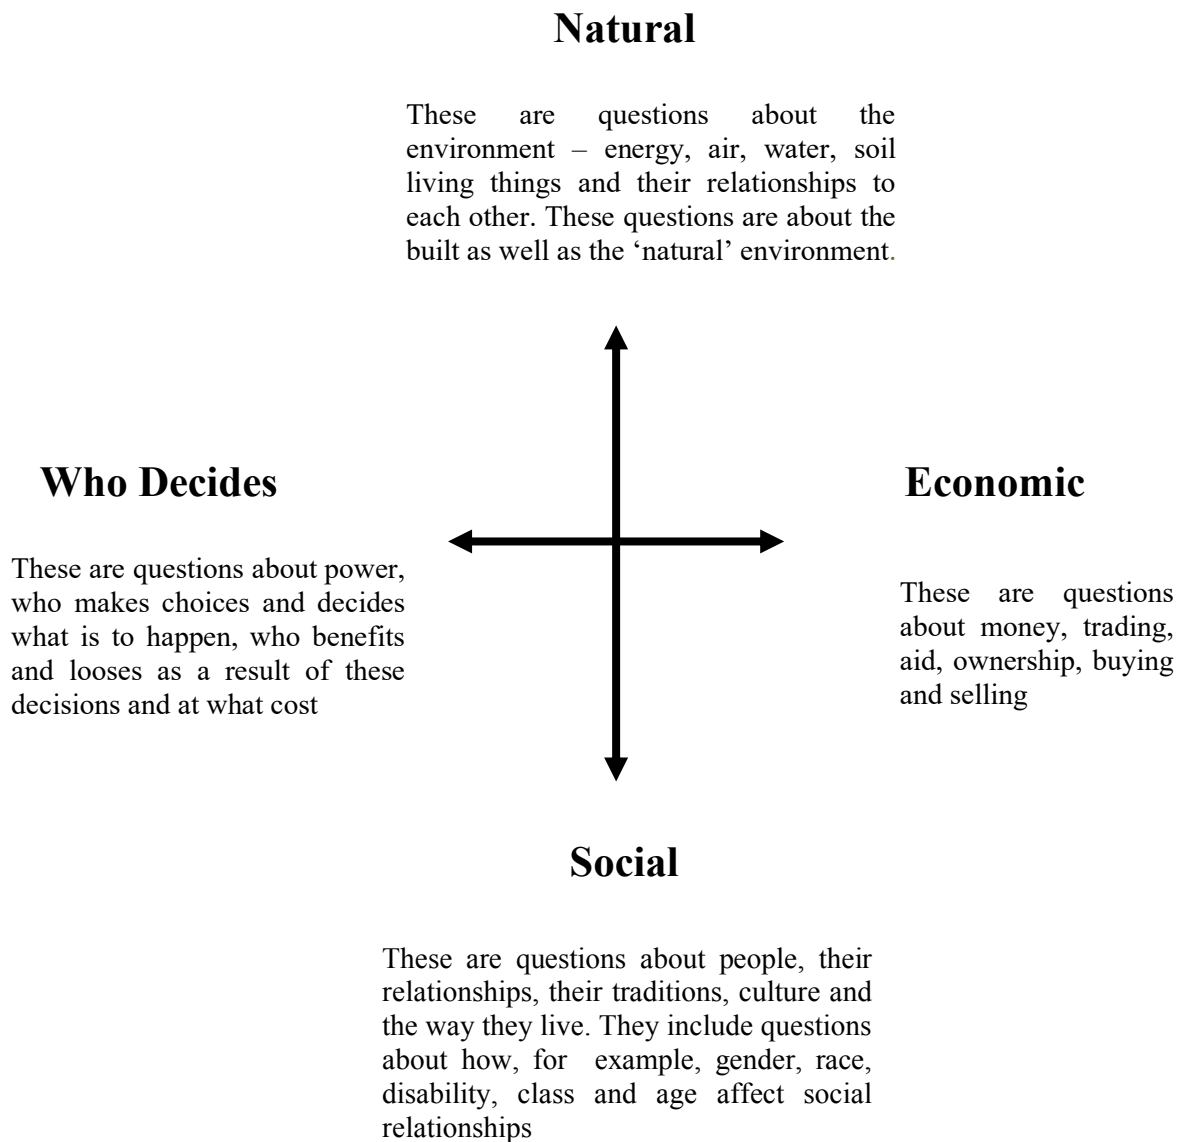 Natural
These are questions about the
environment – energy, air, water, soil
living things and their relationships to
each other. These questions are about the
built as well as the ‘natural’ environment.
Who Decides
These are questions about power,
who makes choices and decides
what is to happen, who benefits
and looses as a result of these
decisions and at what cost
Economic
These are questions
about money, trading,
aid, ownership, buying
and selling
Social
These are questions about people, their
relationships, their traditions, culture and
the way they live. They include questions
about how, for example, gender, race,
disability, class and age affect social
relationships